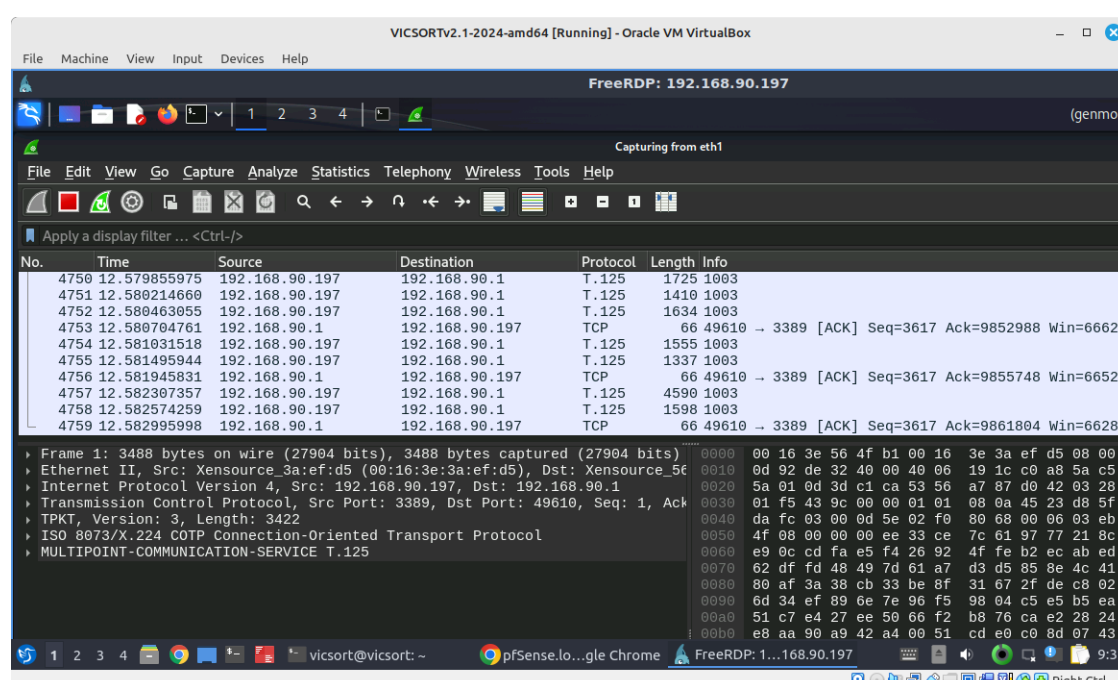 VICSORTv2.1-2024-amd64 [Running] - Oracle VM VirtualBox
File Machine View Input Devices Help
FreeRDP: 192.168.90.197
1 2 3 4 (genmo
Capturing from eth1
File Edit View Go Capture Analyze Statistics Telephony Wireless Tools Help
Apply a display filter ... <Ctrl-/>
No. Time Source Destination Protocol Length Info
4750 12.579855975 192.168.90.197 192.168.90.1 T.125 1725 1003
4751 12.580214660 192.168.90.197 192.168.90.1 T.125 1410 1003
4752 12.580463055 192.168.90.197 192.168.90.1 T.125 1634 1003
4753 12.580704761 192.168.90.1 192.168.90.197 TCP 66 49610 → 3389 [ACK] Seq=3617 Ack=9852988 Win=6662
4754 12.581031518 192.168.90.197 192.168.90.1 T.125 1555 1003
4755 12.581495944 192.168.90.197 192.168.90.1 T.125 1337 1003
4756 12.581945831 192.168.90.1 192.168.90.197 TCP 66 49610 → 3389 [ACK] Seq=3617 Ack=9855748 Win=6652
4757 12.582307357 192.168.90.197 192.168.90.1 T.125 4590 1003
4758 12.582574259 192.168.90.197 192.168.90.1 T.125 1598 1003
4759 12.582995998 192.168.90.1 192.168.90.197 TCP 66 49610 → 3389 [ACK] Seq=3617 Ack=9861804 Win=6628
Frame 1: 3488 bytes on wire (27904 bits), 3488 bytes captured (27904 bits)
Ethernet II, Src: Xensource_3a:ef:d5 (00:16:3e:3a:ef:d5), Dst: Xensource_56
Internet Protocol Version 4, Src: 192.168.90.197, Dst: 192.168.90.1
Transmission Control Protocol, Src Port: 3389, Dst Port: 49610, Seq: 1, Ack
TPKT, Version: 3, Length: 3422
ISO 8073/X.224 COTP Connection-Oriented Transport Protocol
MULTIPOINT-COMMUNICATION-SERVICE T.125
0000 00 16 3e 56 4f b1 00 16 3e 3a ef d5 08 00
0010 0d 92 de 32 40 00 40 06 19 1c c0 a8 5a c5
0020 5a 01 0d 3d c1 ca 53 56 a7 87 d0 42 03 28
0030 01 f5 43 9c 00 00 01 01 08 0a 45 23 d8 5f
0040 da fc 03 00 0d 5e 02 f0 80 68 00 06 03 eb
0050 4f 08 00 00 00 ee 33 ce 7c 61 97 77 21 8c
0060 e9 0c cd fa e5 f4 26 92 4f fe b2 ec ab ed
0070 62 df fd 48 49 7d 61 a7 d3 d5 85 8e 4c 41
0080 80 af 3a 38 cb 33 be 8f 31 67 2f de c8 02
0090 6d 34 ef 89 6e 7e 96 f5 98 04 c5 e5 b5 ea
00a0 51 c7 e4 27 ee 50 66 f2 b8 76 ca e2 28 24
00b0 e8 aa 90 a9 42 a4 00 51 cd e0 c0 8d 07 43
1 2 3 4 vicsort@vicsort: ~ pfSense.lo...gle Chrome FreeRDP: 1...168.90.197 9:3
Right Ctrl